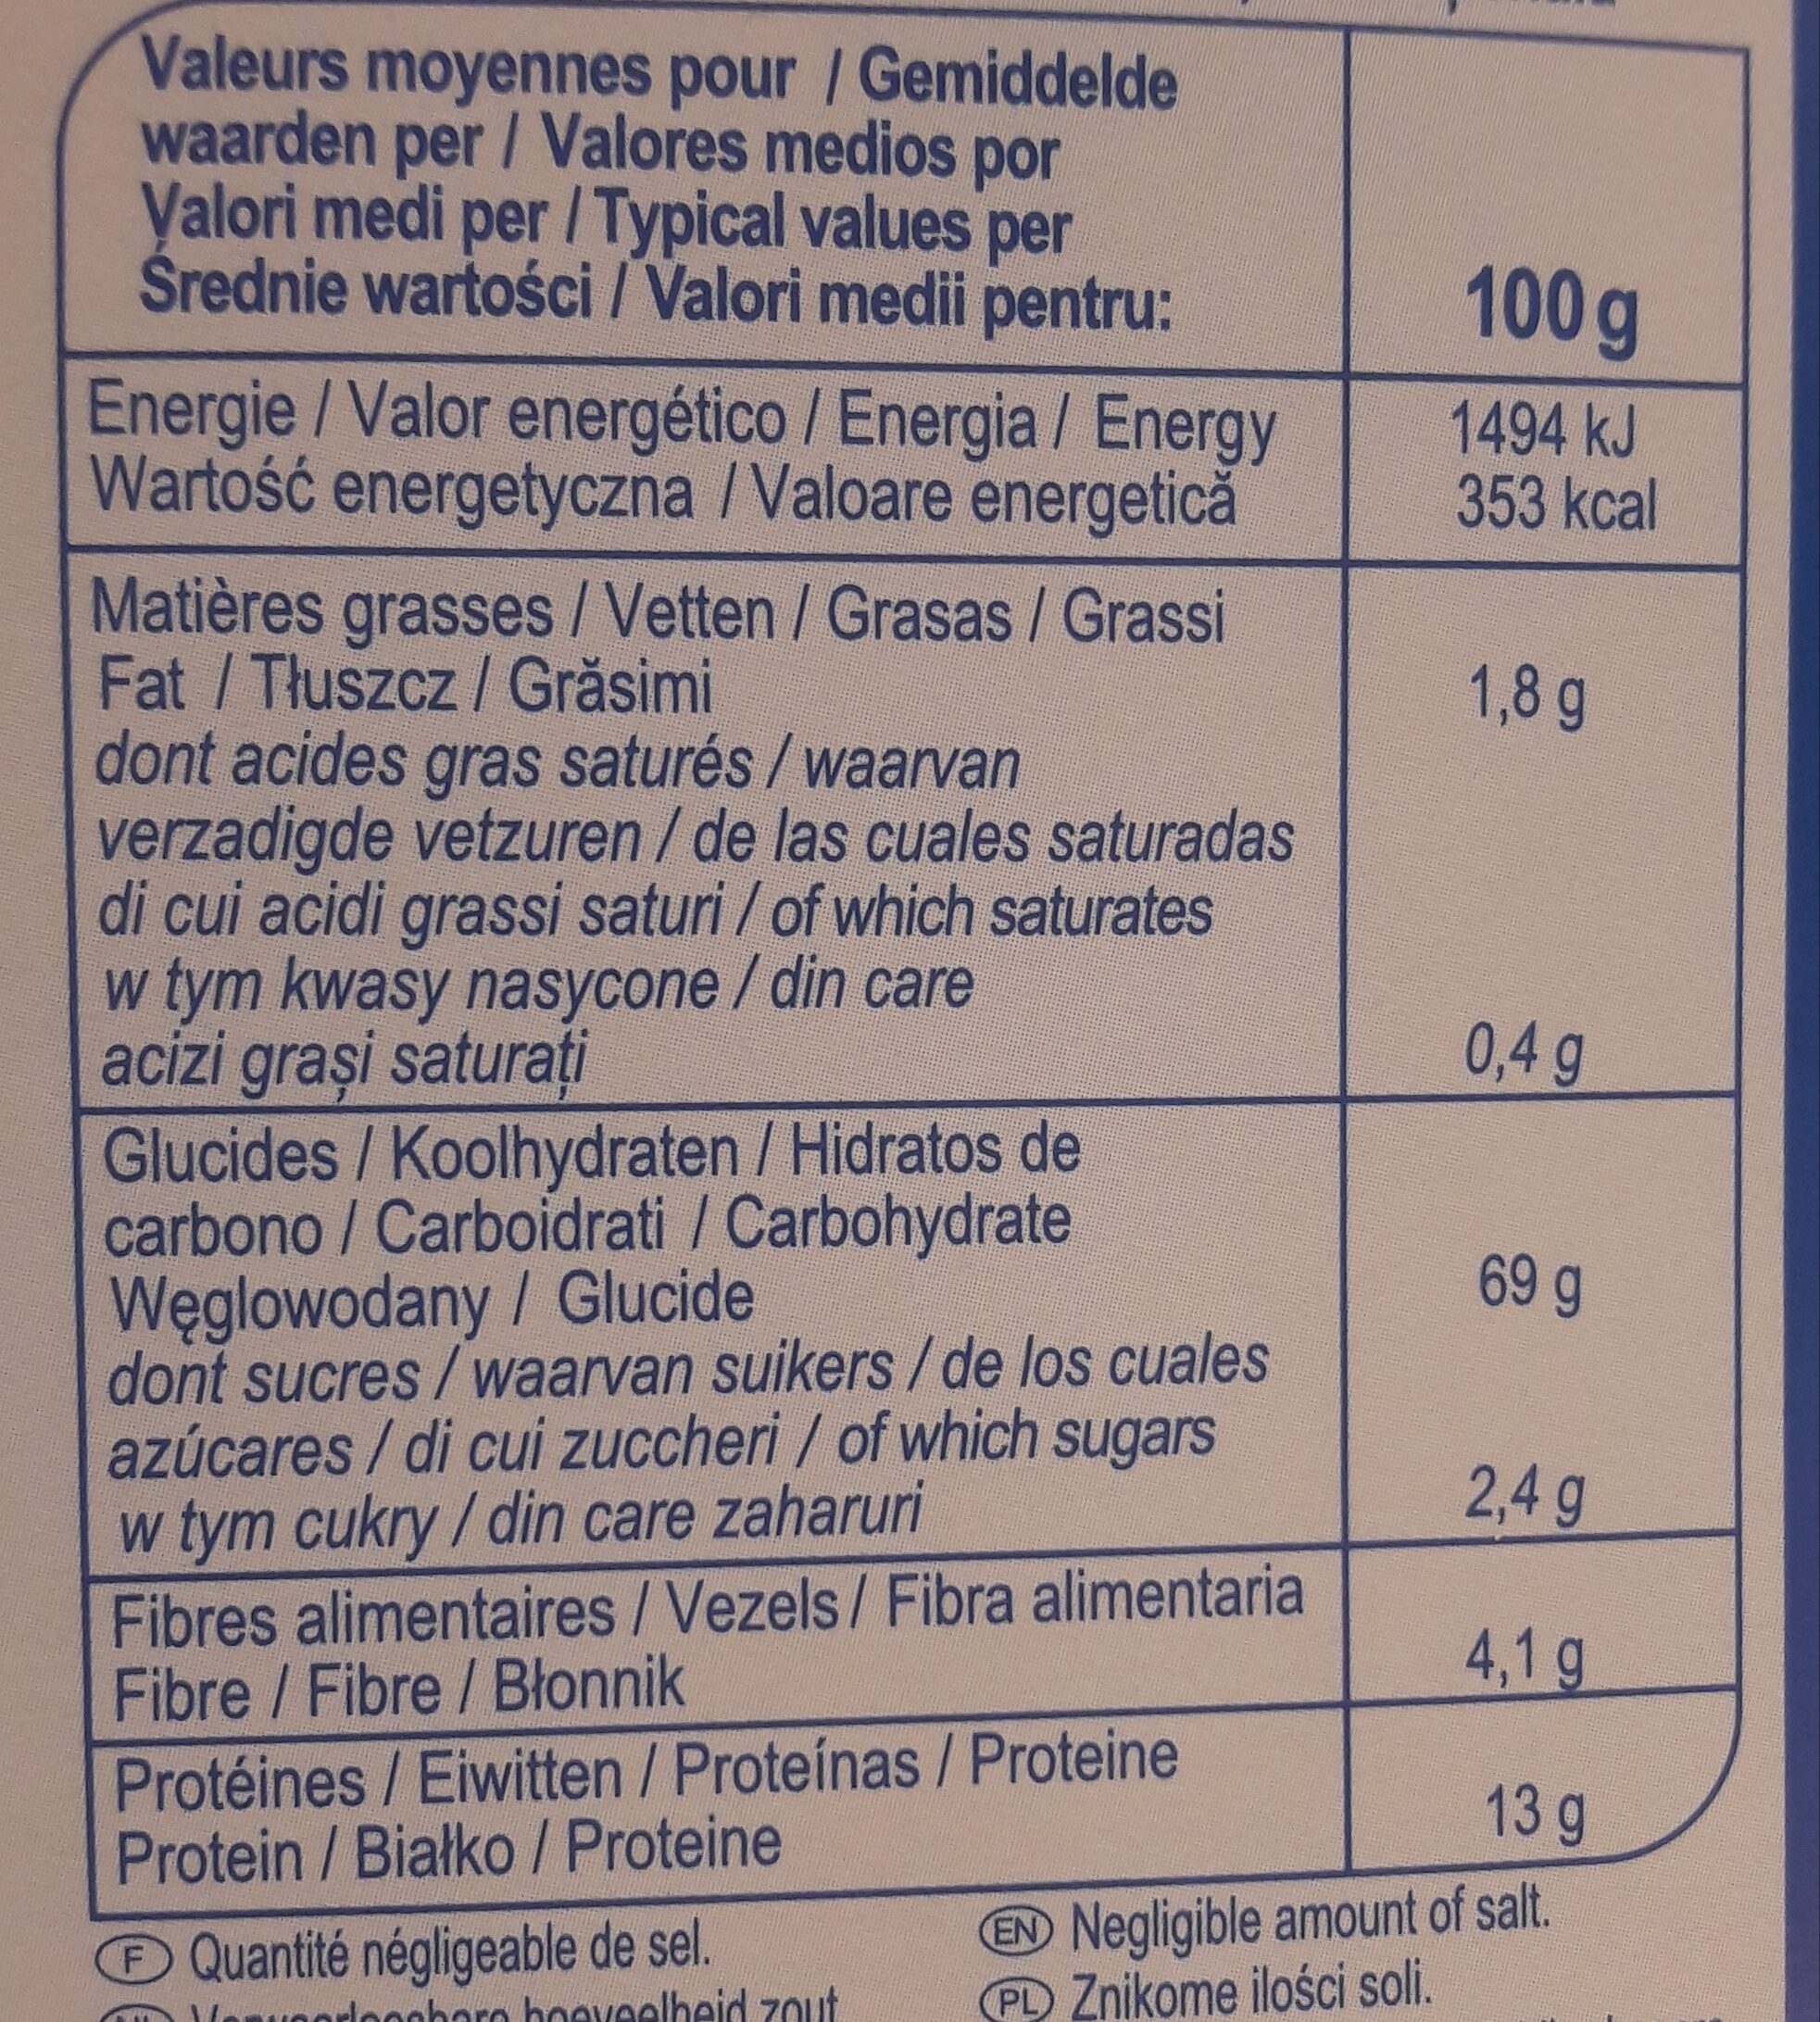 Valeurs moyennes pour / Gemiddelde
waarden per / Valores medios por
Valori medi per / Typical values per
Średnie wartości / Valori medii pentru:
100 g
Energie / Valor energético / Energia / Energy
Wartość energetyczna / Valoare energetică
1494 kJ
353 kcal
Matières grasses / Vetten / Grasas / Grassi
Fat / Tłuszcz / Grăsimi
1,8 g
dont acides gras saturés / waarvan
verzadigde vetzuren / de las cuales saturadas
di cui acidi grassi saturi / of which saturates
w tym kwasy nasycone / din care
acizi grași saturați
0,4 g
Glucides / Koolhydraten / Hidratos de
carbono / Carboidrati / Carbohydrate
Węglowodany / Glucide
69 g
dont sucres / waarvan suikers / de los cuales
azúcares / di cui zuccheri / of which sugars
w tym cukry / din care zaharuri
2,4 g
Fibres alimentaires / Vezels / Fibra alimentaria
Fibre / Fibre / Błonnik
4,1 g
Protéines / Eiwitten / Proteínas / Proteine
Protein / Białko / Proteine
13 g
F Quantité négligeable de sel.
hoeveelheid zout
EN Negligible amount of salt.
PL Znikome ilości soli.